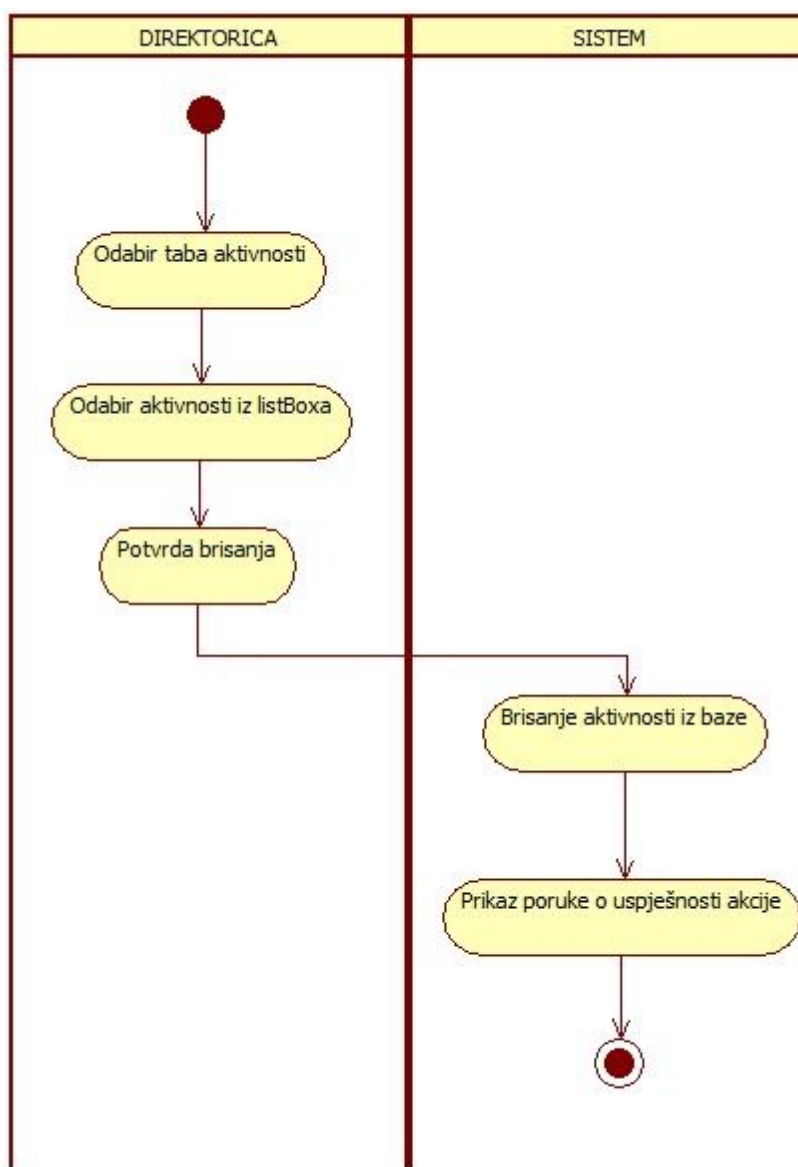 DIREKTORICA
SISTEM
Odabir taba aktivnosti
Odabir aktivnosti iz listBoxa
Potvrda brisanja
Brisanje aktivnosti iz baze
Prikaz poruke o uspješnosti akcije